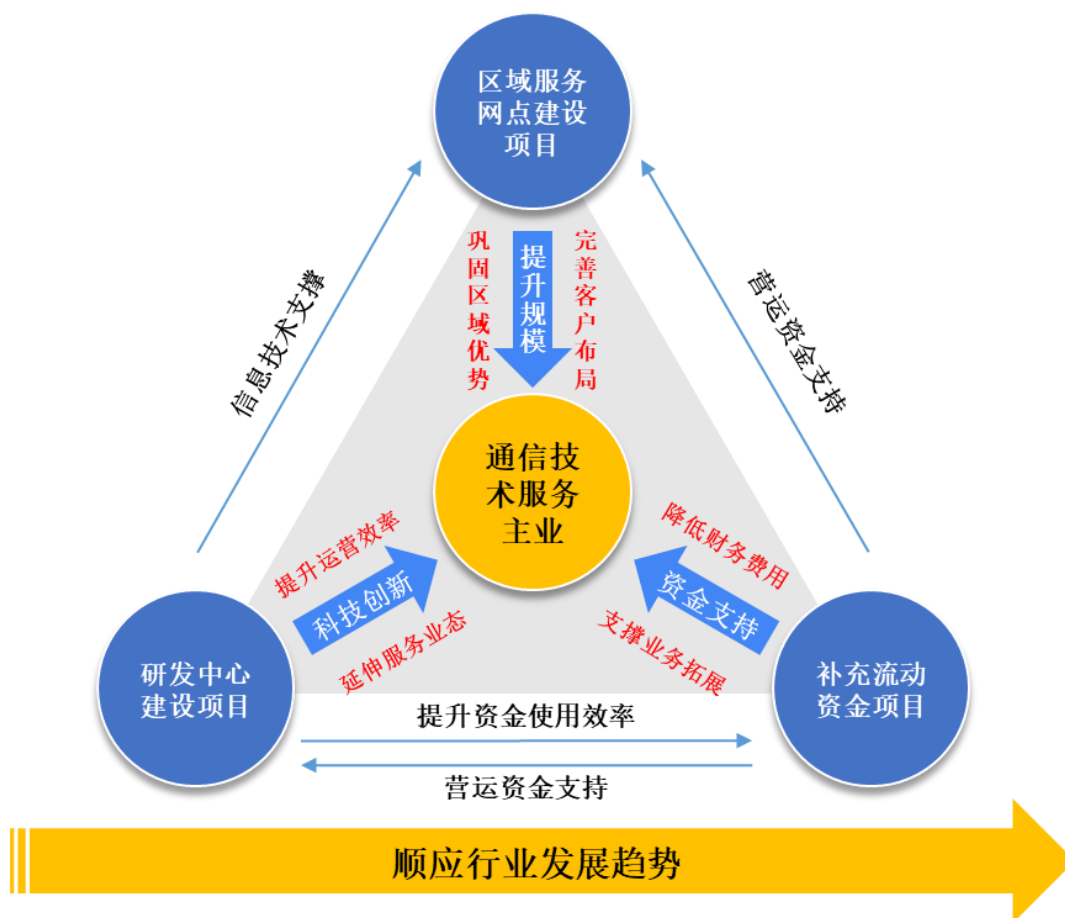 区域服务
网点建设
项目
巩固区域优势
提升规模
完善客户布局
信息技术支撑
营运资金支持
通信技
术服务
主业
提升运营效率
科技创新
延伸服务业态
降低财务费用
资金支持
支撑业务拓展
研发中心
建设项目
补充流动
资金项目
提升资金使用效率
营运资金支持
顺应行业发展趋势